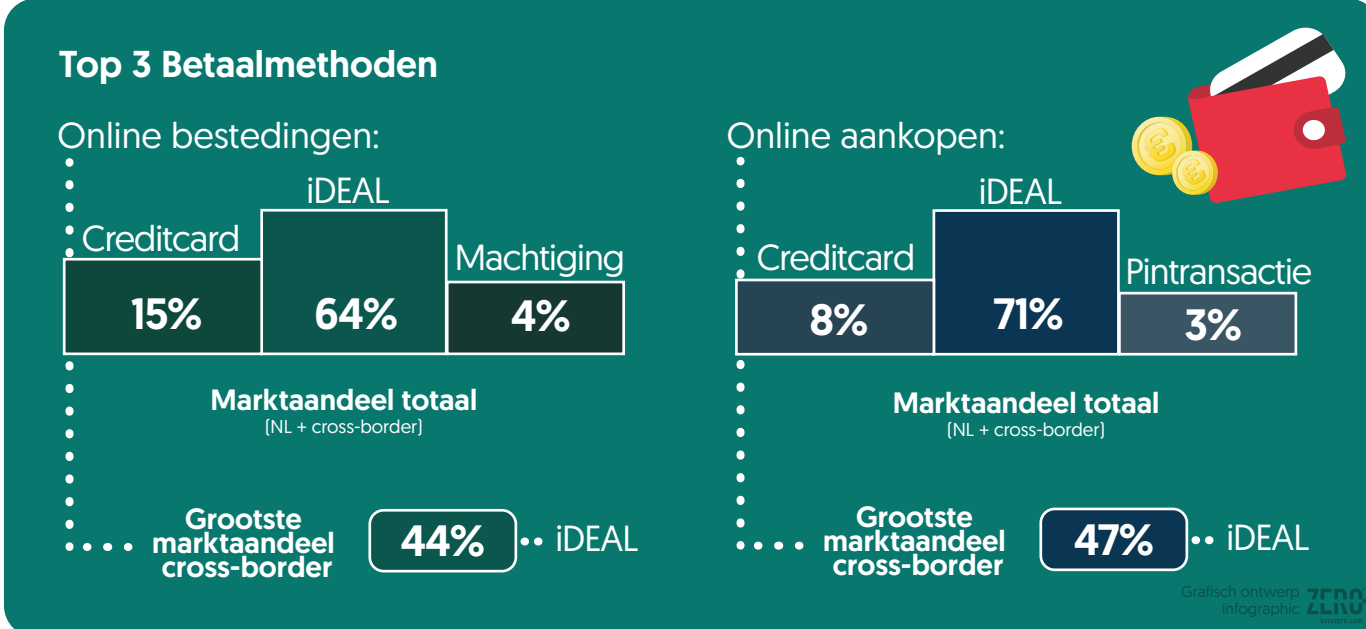 Top 3 Betaalmethoden
Online bestedingen:
iDEAL
Creditcard
Machtiging
15%
64%
4%
Marktaandeel totaal
(NL + cross-border)
Grootste
marktaandeel
cross-border
44%
iDEAL
Online aankopen:
iDEAL
Creditcard
Pintransactie
8%
71%
3%
Marktaandeel totaal
(NL + cross-border)
Grootste
marktaandeel
cross-border
47%
iDEAL
Grafisch ontwerp
infographic
ZERO
burozero.com